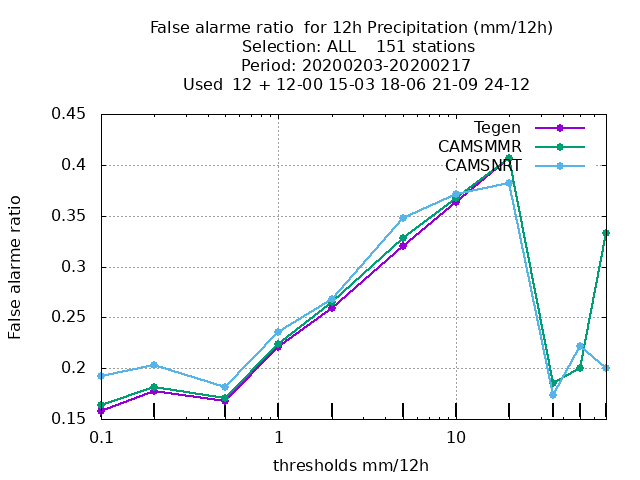 False alarme ratio  for 12h Precipitation (mm/12h)
Selection: ALL    151 stations
Period: 20200203-20200217
Used  12 + 12-00 15-03 18-06 21-09 24-12
0.45
0.4
0.35
0.3
0.25
0.2
0.15
False alarme ratio
Tegen
CAMSMMR
CAMSNRT
0.1 1 10
thresholds mm/12h